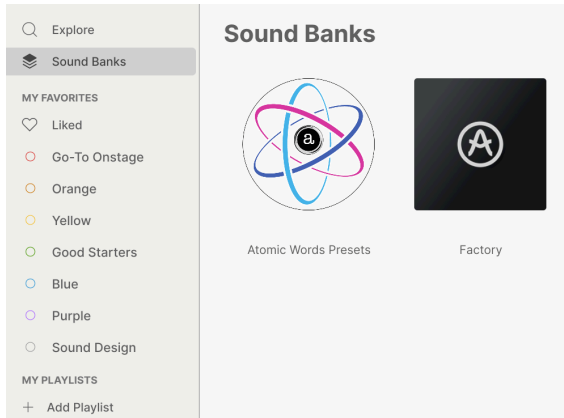 Explore
Sound Banks
MY FAVORITES
Liked
Go-To Onstage
Orange
Yellow
Good Starters
Blue
Purple
Sound Design
MY PLAYLISTS
Add Playlist
Sound Banks
a
Atomic Words Presets
Factory